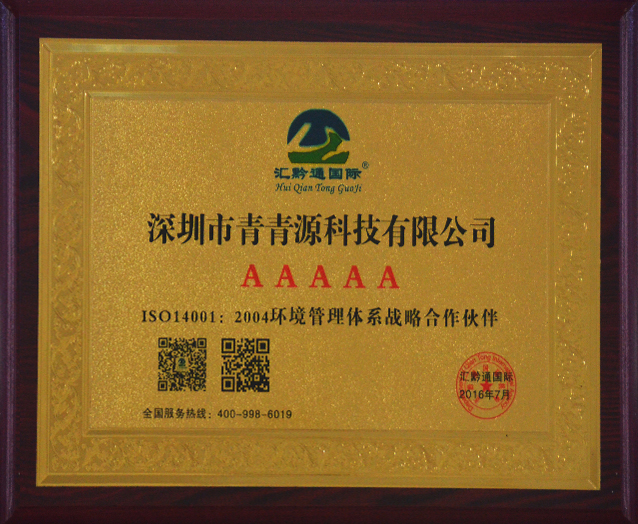 汇黔通国际®
Hui Qian Tong GuoJi
深圳市青青源科技有限公司
AAAAA
ISO14001：2004环境管理体系战略合作伙伴
汇黔通国际
2016年7月
全国服务热线：400-998-6019